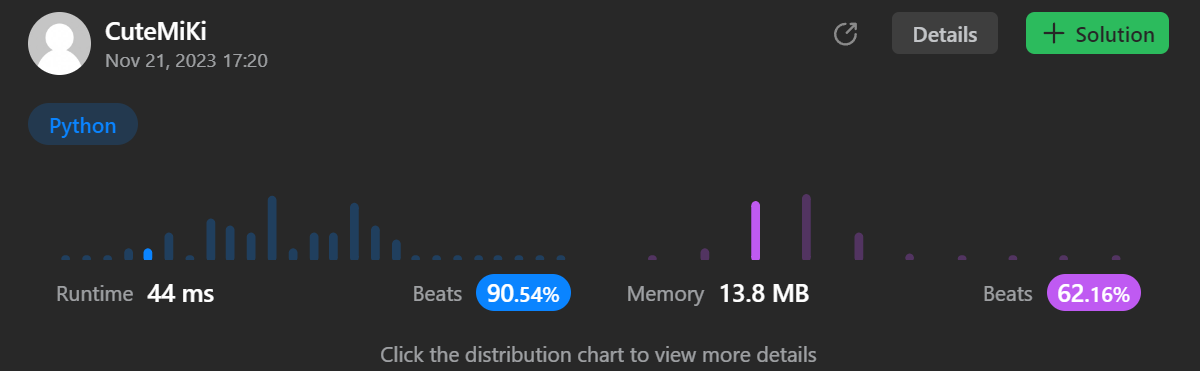 CuteMiKi
Nov 21, 2023 17:20
Details
+ Solution
Python
Runtime 44 ms
Beats 90.54%
Memory 13.8 MB
Beats 62.16%
Click the distribution chart to view more details